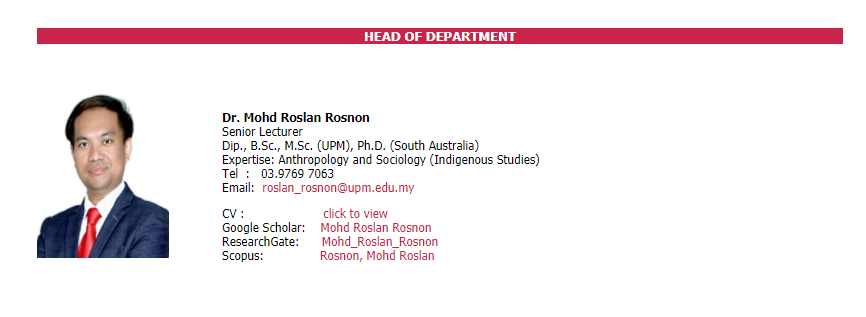 HEAD OF DEPARTMENT
Dr. Mohd Roslan Rosnon
Senior Lecturer
Dip., B.Sc., M.Sc. (UPM), Ph.D. (South Australia)
Expertise: Anthropology and Sociology (Indigenous Studies)
Tel : 03.9769 7063
Email: roslan_rosnon@upm.edu.my
CV : click to view
Google Scholar: Mohd Roslan Rosnon
ResearchGate: Mohd_Roslan_Rosnon
Scopus: Rosnon, Mohd Roslan